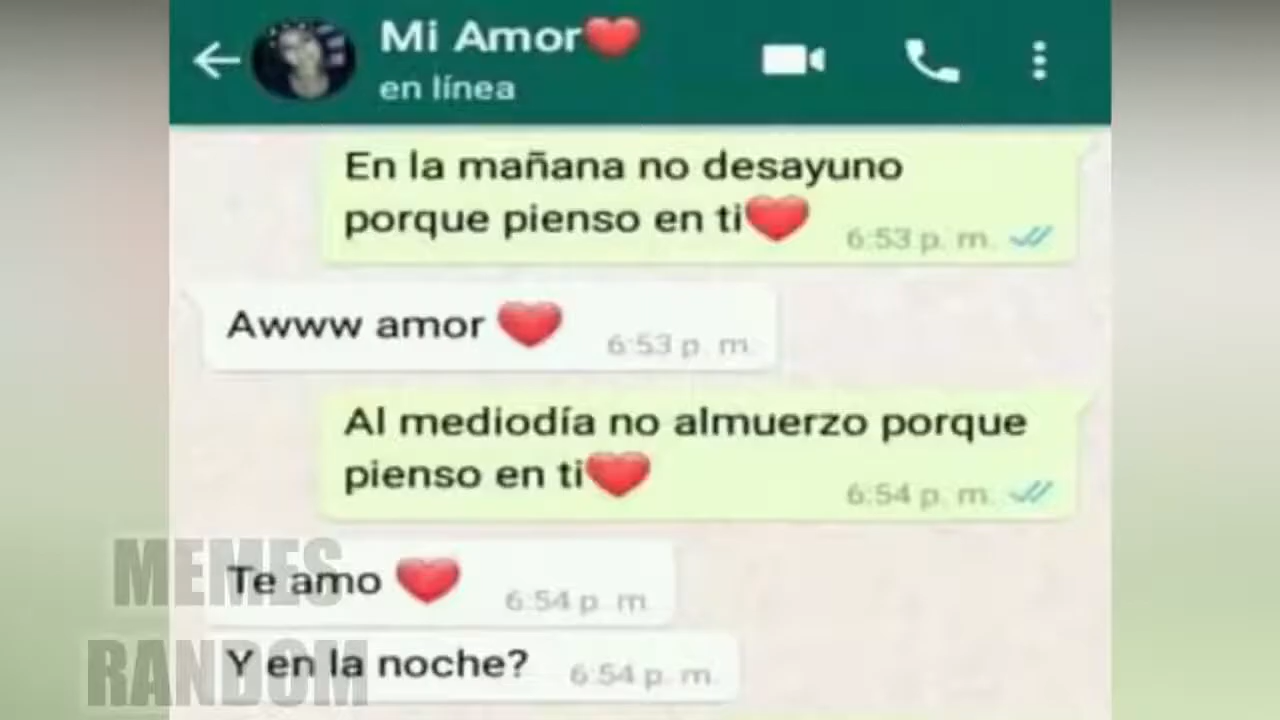 Mi Amor❤️
en línea
En la mañana no desayuno
porque pienso en ti❤️
6:53 p. m.
Awww amor ❤️
6:53 p. m.
Al mediodía no almuerzo porque
pienso en ti❤️
6:54 p. m.
Te amo ❤️
6:54 p. m.
Y en la noche?
6:54 p. m.
MEMES
RANDOM